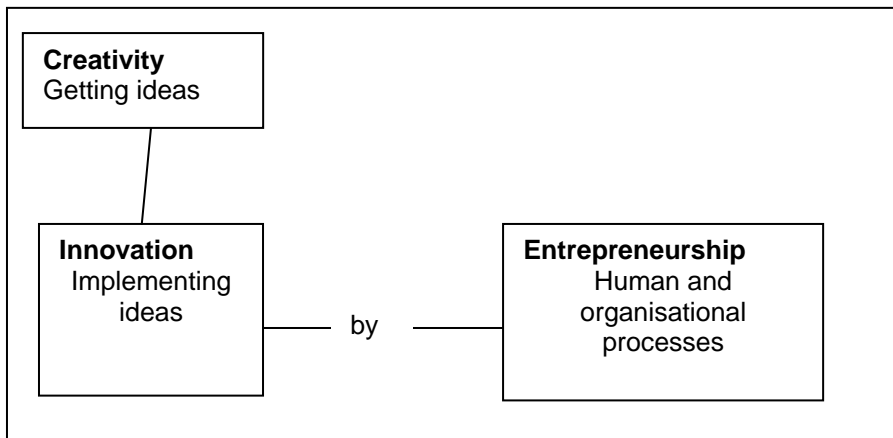 Creativity
Getting ideas
Innovation
Implementing
ideas
by
Entrepreneurship
Human and
organisational
processes